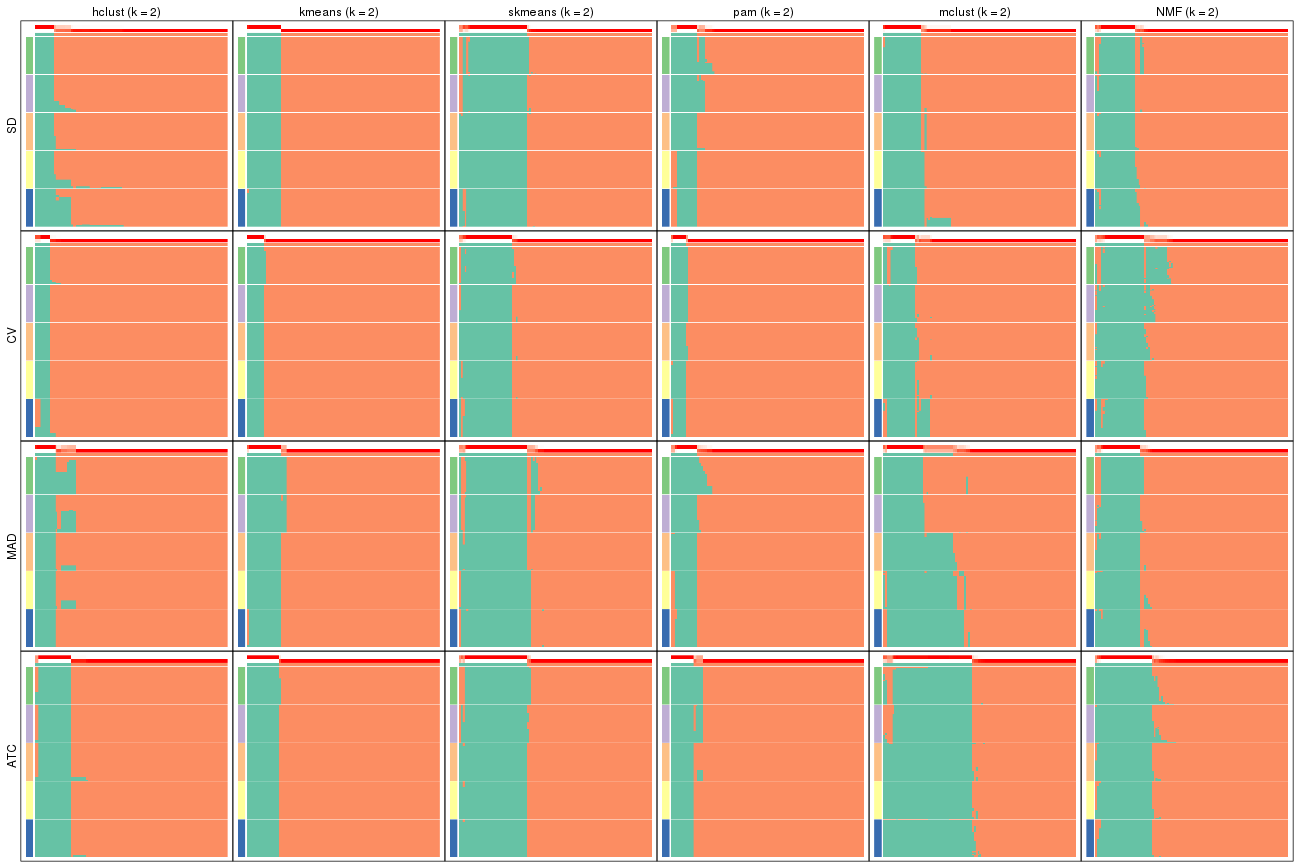 hclust (k = 2) kmeans (k = 2) skmeans (k = 2) pam (k = 2) mclust (k = 2) NMF (k = 2)
SD
CV
MAD
ATC